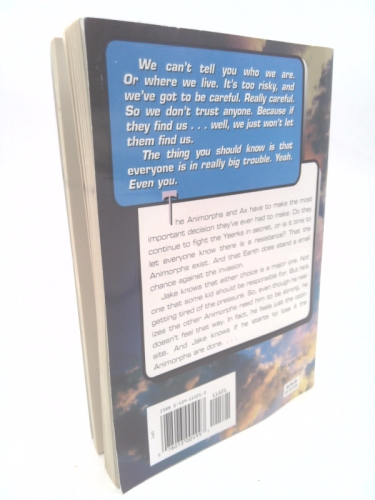 We can't tell you who we are.
Or where we live. It's too risky, and
we've got to be careful. Really careful.
So we don't trust anyone. Because if
they find us . . . well, we just won't let
them find us.
The thing you should know is that
everyone is in really big trouble. Yeah.
Even you.
The Animorphs and Ax have to make the most
important decision they've ever had to make: Do they
continue to fight the Yeerks in secret, or is it time to
let everyone know there is a resistance? That the
Animorphs exist. And that Earth does stand a small
chance against the invasion.
Jake knows that either choice is a major one. Not
one that some kid should be responsible for. But he's
getting tired of the pressure. So, even though he real-
izes the other Animorphs need him to be strong, he
doesn't feel that way. In fact, he feels just the oppo-
site. And Jake knows if he starts to lose it the
Animorphs are done. . . .